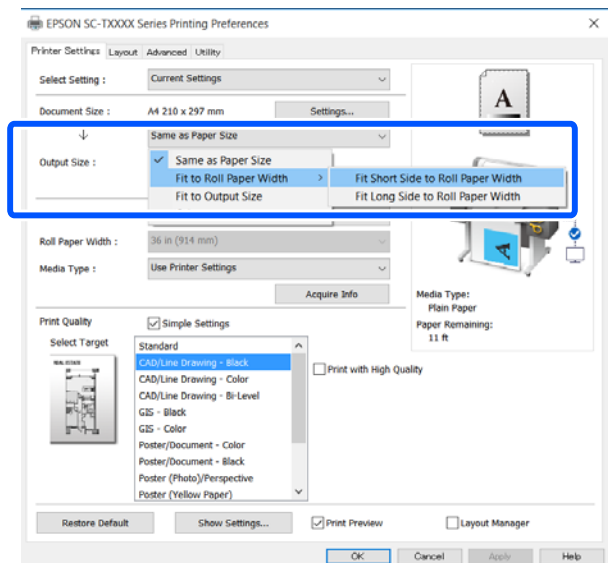 EPSON SC-TXXXX Series Printing Preferences
Printer Settings Layout Advanced Utility
Select Setting : Current Settings
Document Size : A4 210 x 297 mm Settings...
Same as Paper Size
Output Size :
Same as Paper Size
Fit to Roll Paper Width Fit Short Side to Roll Paper Width
Fit to Output Size Fit Long Side to Roll Paper Width
Roll Paper Width : 36 in (914 mm)
Media Type : Use Printer Settings
Acquire Info
A
A
Media Type:
Plain Paper
Paper Remaining:
11 ft
Print Quality Simple Settings
Select Target
REAL ESTATE
Standard
CAD/Line Drawing - Black
CAD/Line Drawing - Color
CAD/Line Drawing - Bi-Level
GIS - Black
GIS - Color
Poster/Document - Color
Poster/Document - Black
Poster (Photo)/Perspective
Poster (Yellow Paper)
Print with High Quality
Restore Default Show Settings... Print Preview Layout Manager
OK Cancel Apply Help